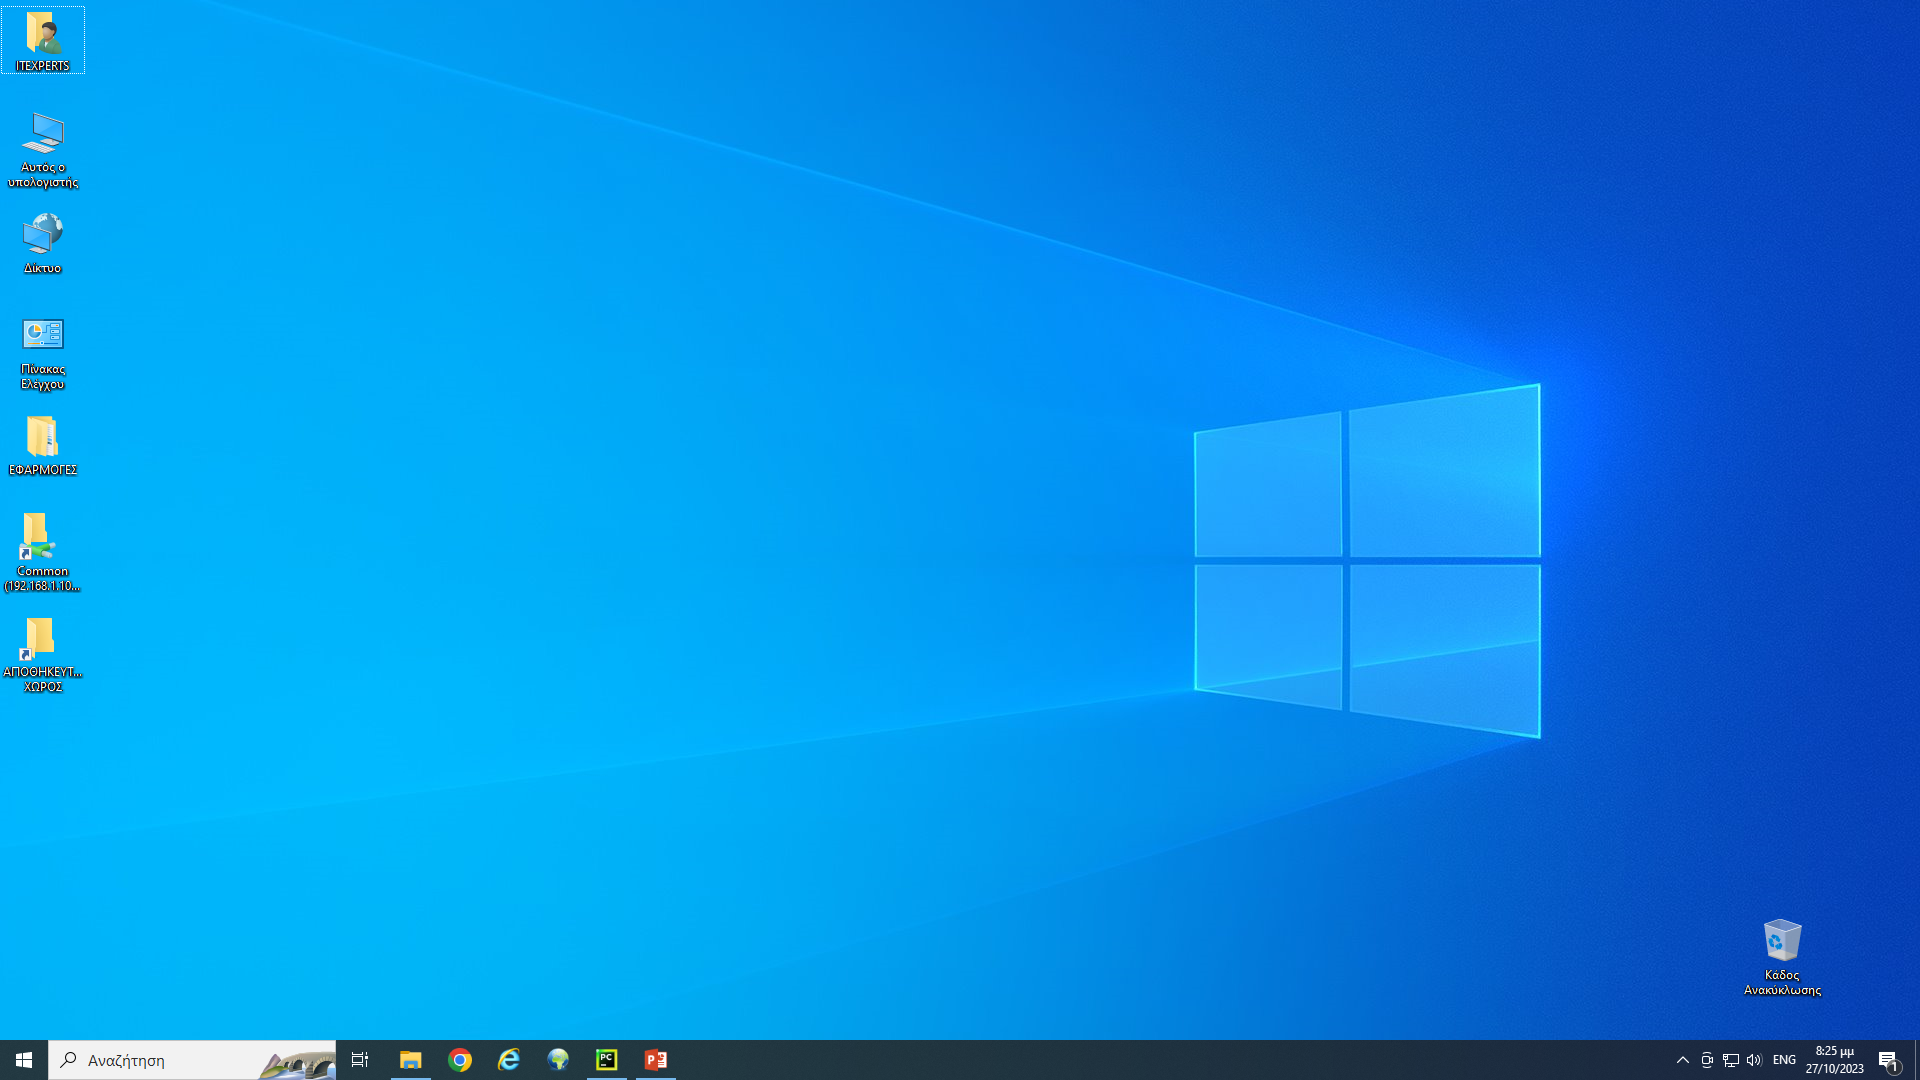 ITEXPERTS
Αυτός ο
υπολογιστής
Δίκτυο
Πίνακας
Ελέγχου
ΕΦΑΡΜΟΓΕΣ
Common
(192.168.1.10...
ΑΠΟΘΗΚΕΥΤ...
ΧΩΡΟΣ
Κάδος
Ανακύκλωσης
Αναζήτηση
PC
P
ENG
8:25 μμ
27/10/2023
1